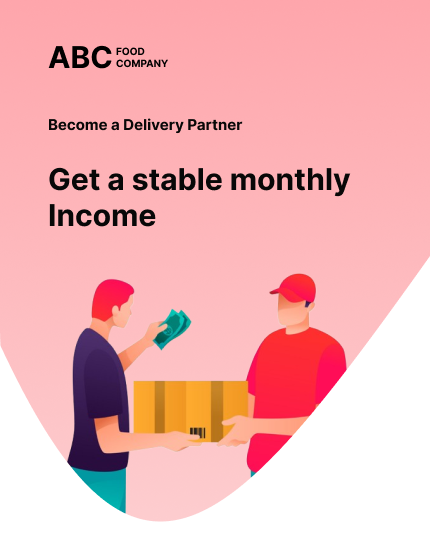 ABC FOOD
COMPANY
Become a Delivery Partner
Get a stable monthly
Income